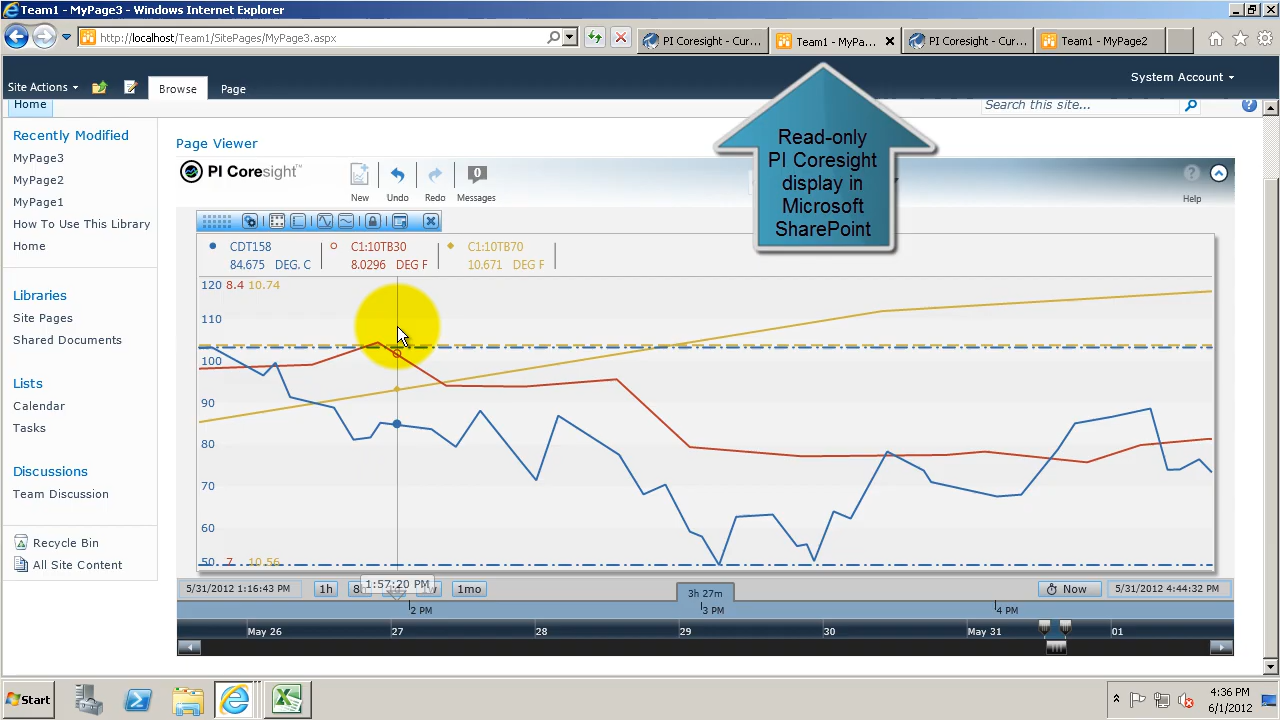 Team1 - MyPage3 - Windows Internet Explorer
http://localhost/Team1/SitePages/MyPage3.aspx
PI Coresight - Cur...
Team1 - MyPa...
PI Coresight - Cur...
Team1 - MyPage2
Site Actions
Browse
Page
System Account
Home
Search this site...
Recently Modified
MyPage3
MyPage2
MyPage1
How To Use This Library
Home
Libraries
Site Pages
Shared Documents
Lists
Calendar
Tasks
Discussions
Team Discussion
Recycle Bin
All Site Content
Page Viewer
PI Coresight™
New
Undo
Redo
0
Messages
Help
Read-only
PI Coresight
display in
Microsoft
SharePoint
CDT158
84.675 DEG. C
C1:10TB30
8.0296 DEG F
C1:10TB70
10.671 DEG F
120 8.4 10.74
110
100
90
80
70
60
50 7 10.56
5/31/2012 1:16:43 PM
1h
1:57:20 PM
1mo
3h 27m
Now
5/31/2012 4:44:32 PM
2 PM
3 PM
4 PM
May 26
27
28
29
30
May 31
01
Start
4:36 PM
6/1/2012